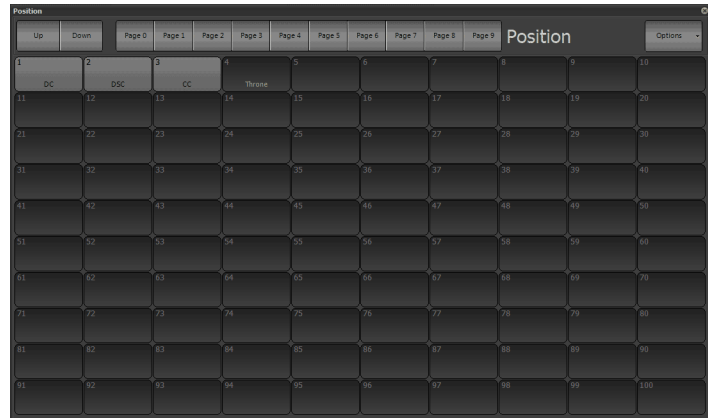 Position
Up Down Page 0 Page 1 Page 2 Page 3 Page 4 Page 5 Page 6 Page 7 Page 8 Page 9 Position Options
1 2 3 4 5 6 7 8 9 10
DC DSC CC Throne
11 12 13 14 15 16 17 18 19 20
21 22 23 24 25 26 27 28 29 30
31 32 33 34 35 36 37 38 39 40
41 42 43 44 45 46 47 48 49 50
51 52 53 54 55 56 57 58 59 60
61 62 63 64 65 66 67 68 69 70
71 72 73 74 75 76 77 78 79 80
81 82 83 84 85 86 87 88 89 90
91 92 93 94 95 96 97 98 99 100